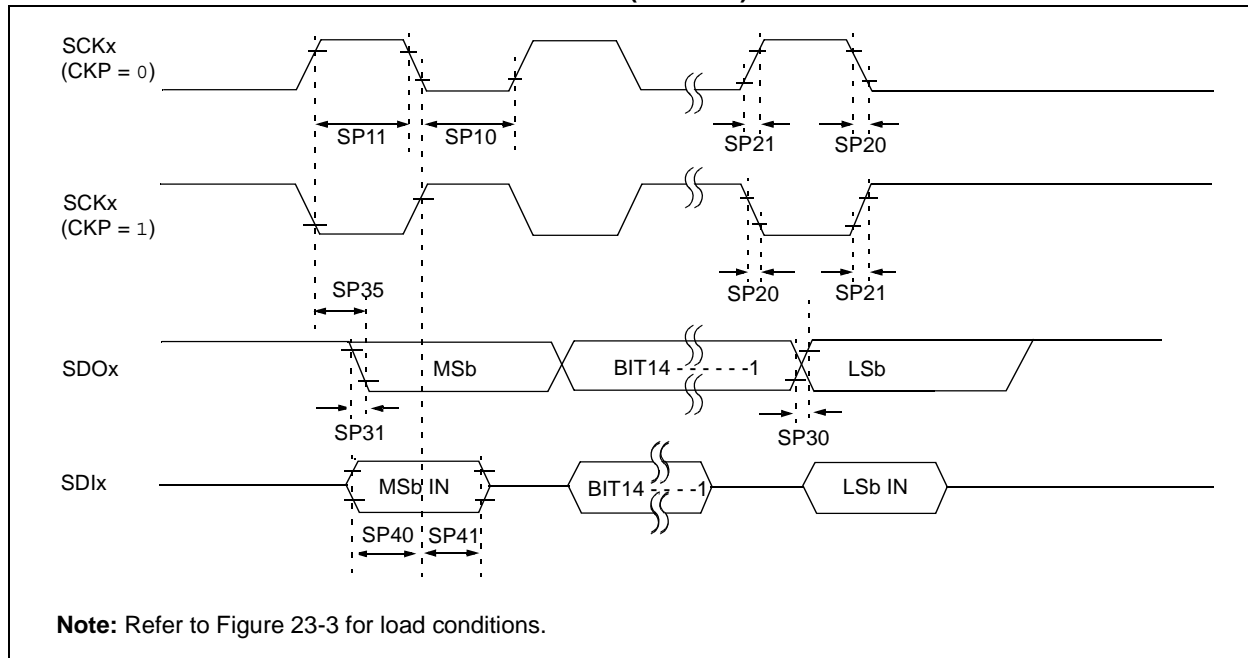 SCKx
(CKP = 0)
SP11
SP10
SP21
SP20
SCKx
(CKP = 1)
SP35
SP20
SP21
SDOx
MSb
BIT14 - - - - - -1
LSb
SP31
SP30
SDIx
MSb IN
BIT14 - - - -1
LSb IN
SP40
SP41
Note: Refer to Figure 23-3 for load conditions.